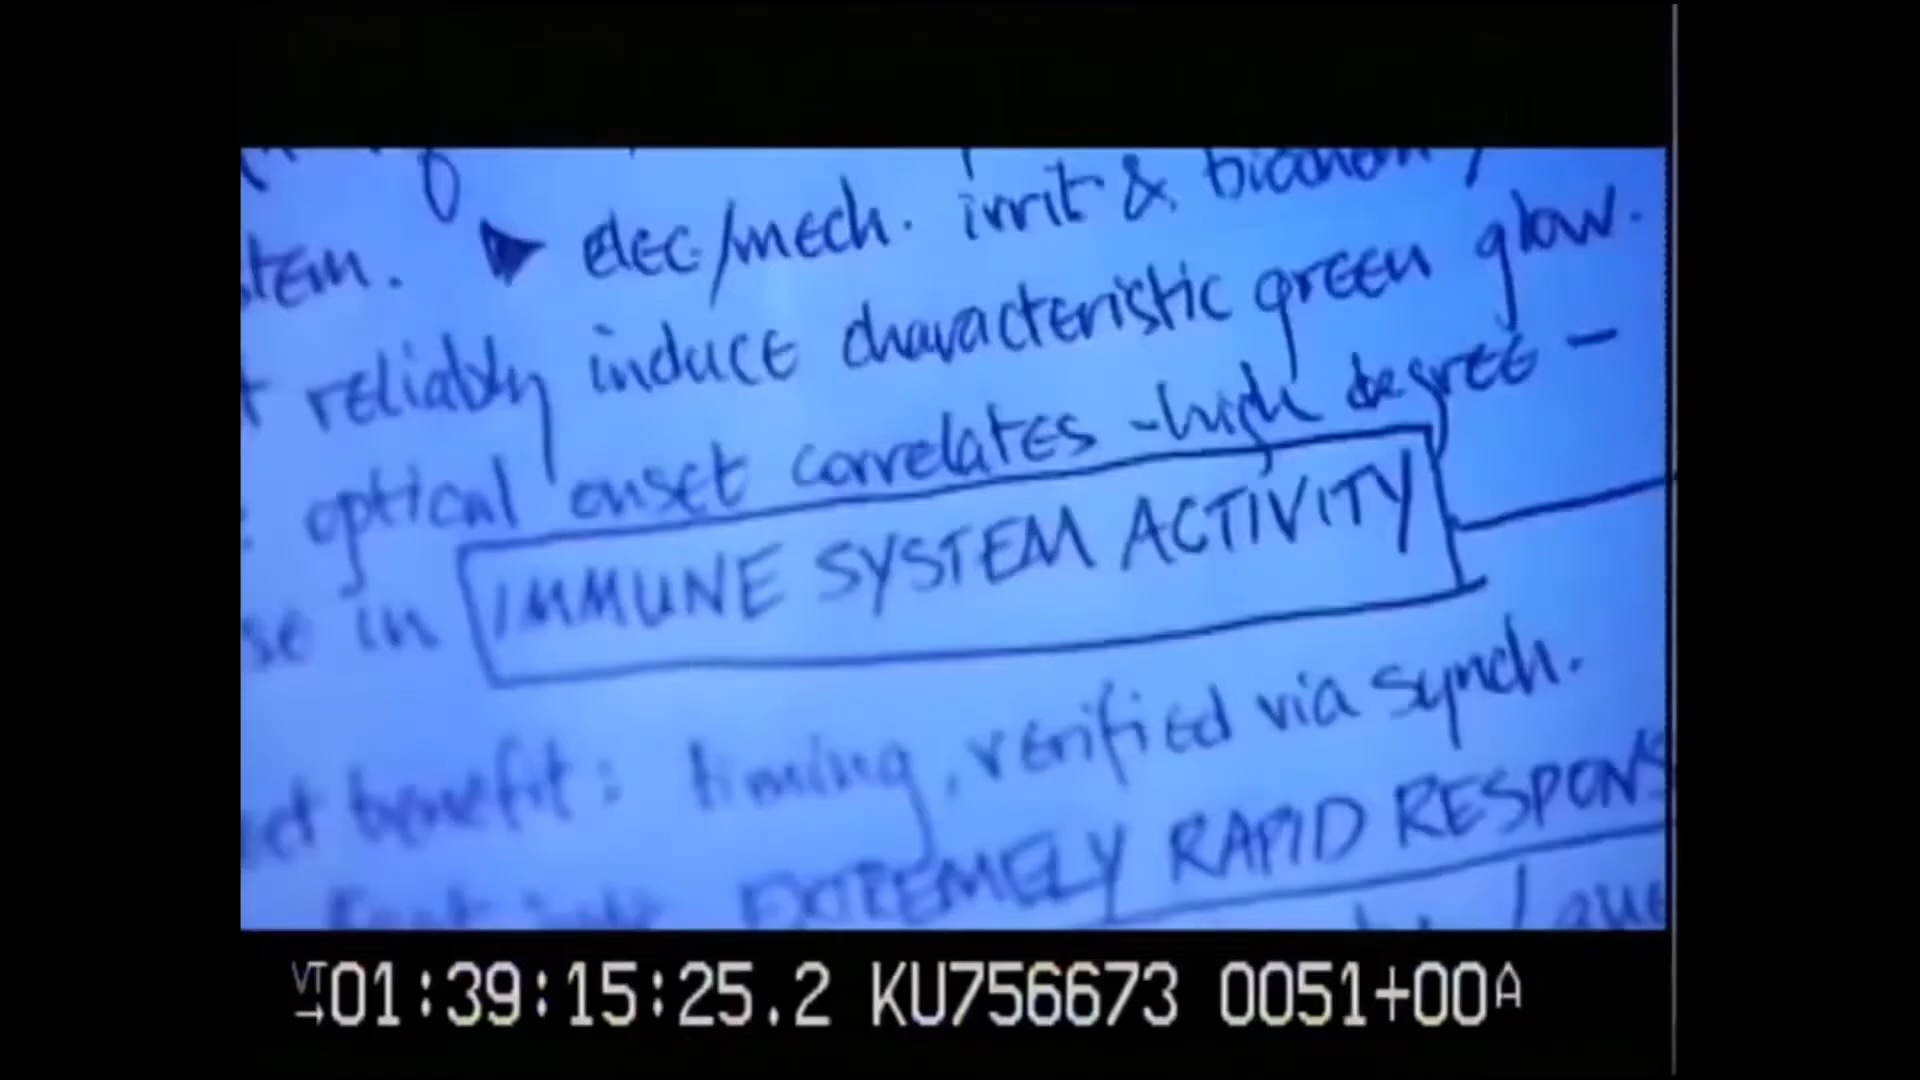 elec/mech. irrit &
reliably induce characteristic green glow.
optical onset correlates - high degree -
in IMMUNE SYSTEM ACTIVITY
benefit: timing, verified via synch.
EXTREMELY RAPID RESPONS
01:39:15:25.2 KU756673 0051+00A